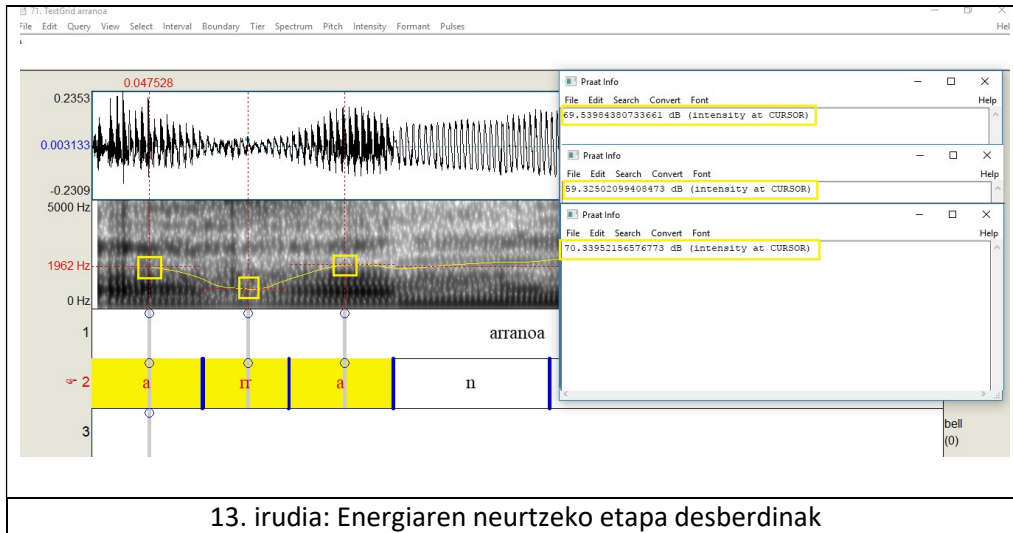 71. TextGrid arranoa
File Edit Query View Select Interval Boundary Tier Spectrum Pitch Intensity Formant Pulses Hel
0.047528
0.2353
0.003133
-0.2309
5000 Hz
1962 Hz
0 Hz
1 arranoa
2 a rr a n
3
bell
(0)
Praat Info
File Edit Search Convert Font Help
69.53984380733661 dB (intensity at CURSOR)
Praat Info
File Edit Search Convert Font Help
59.32502099408473 dB (intensity at CURSOR)
Praat Info
File Edit Search Convert Font Help
70.33952156576773 dB (intensity at CURSOR)
13. irudia: Energiaren neurtzeko etapa desberdinak